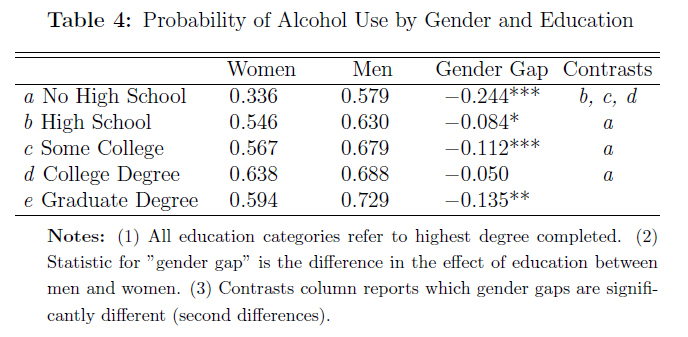 Table 4: Probability of Alcohol Use by Gender and Education
Women Men Gender Gap Contrasts
a No High School 0.336 0.579 −0.244*** b, c, d
b High School 0.546 0.630 −0.084* a
c Some College 0.567 0.679 −0.112*** a
d College Degree 0.638 0.688 −0.050 a
e Graduate Degree 0.594 0.729 −0.135**
Notes: (1) All education categories refer to highest degree completed. (2)
Statistic for ”gender gap” is the difference in the effect of education between
men and women. (3) Contrasts column reports which gender gaps are signifi-
cantly different (second differences).